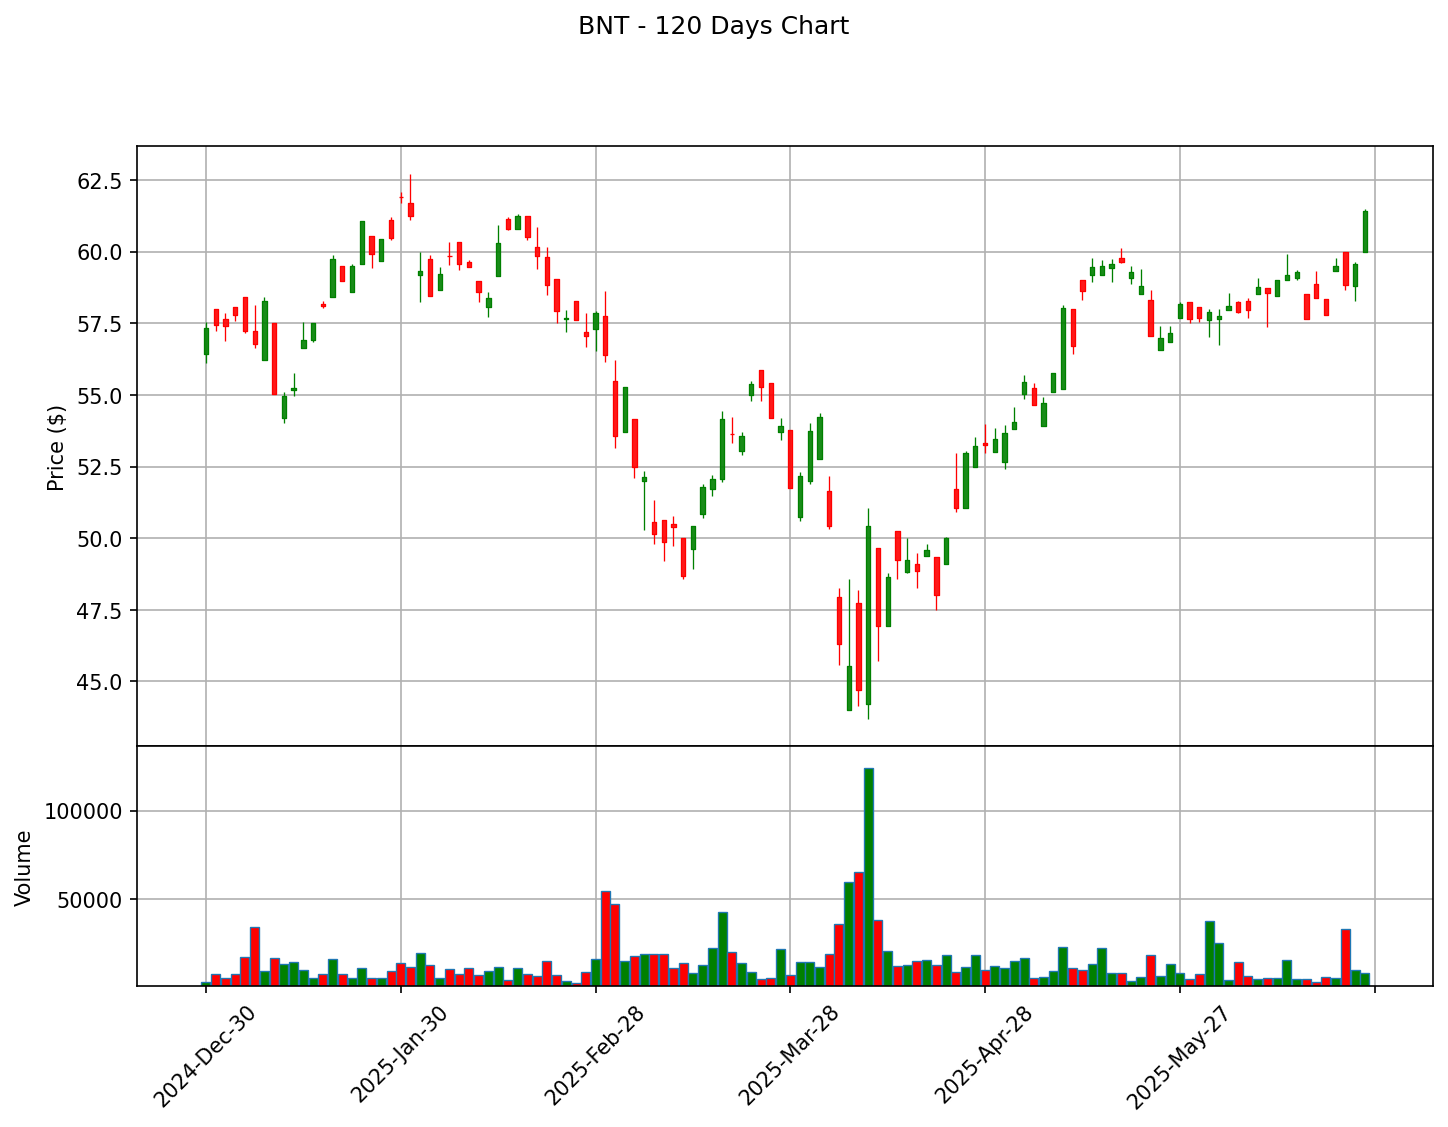 BNT - 120 Days Chart
62.5
60.0
57.5
55.0
52.5
50.0
47.5
45.0
Price ($)
100000
50000
Volume
2024-Dec-30
2025-Jan-30
2025-Feb-28
2025-Mar-28
2025-Apr-28
2025-May-27